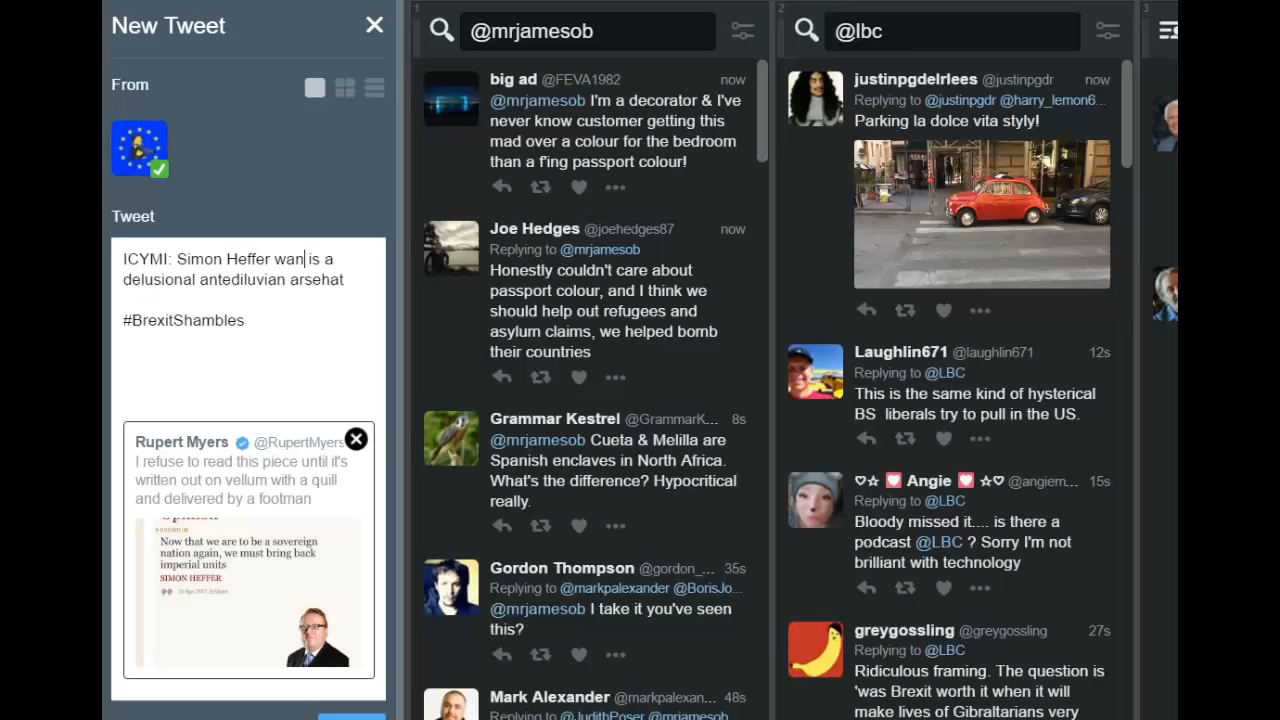 New Tweet
From
Tweet
ICYMI: Simon Heffer wan is a
delusional antediluvian arsehat
#BrexitShambles
Rupert Myers @RupertMyers
I refuse to read this piece until it's
written out on vellum with a quill
and delivered by a footman
Opinion
PREMIUM
Now that we are to be a sovereign
nation again, we must bring back
imperial units
SIMON HEFFER
1
@mrjamesob
big ad @FEVA1982 now
@mrjamesob I'm a decorator & I've
never know customer getting this
mad over a colour for the bedroom
than a f'ing passport colour!
Joe Hedges @joehedges87 now
Replying to @mrjamesob
Honestly couldn't care about
passport colour, and I think we
should help out refugees and
asylum claims, we helped bomb
their countries
Grammar Kestrel @GrammarK... 8s
@mrjamesob Cueta & Melilla are
Spanish enclaves in North Africa.
What's the difference? Hypocritical
really.
Gordon Thompson @gordon_... 35s
Replying to @markpalexander @BorisJo...
@mrjamesob I take it you've seen
this?
Mark Alexander @markpalexan... 48s
Replying to @JudithPoser @mrjamesob
2
@lbc
justinpgdelrlees @justinpgdr now
Replying to @justinpgdr @harry_lemon6...
Parking la dolce vita styly!
Laughlin671 @laughlin671 12s
Replying to @LBC
This is the same kind of hysterical
BS liberals try to pull in the US.
♡☆ 💟 Angie 💟 ☆♡ @angiem... 15s
Replying to @LBC
Bloody missed it.... is there a
podcast @LBC ? Sorry I'm not
brilliant with technology
greygossling @greygossling 27s
Replying to @LBC
Ridiculous framing. The question is
'was Brexit worth it when it will
make lives of Gibraltarians very
3